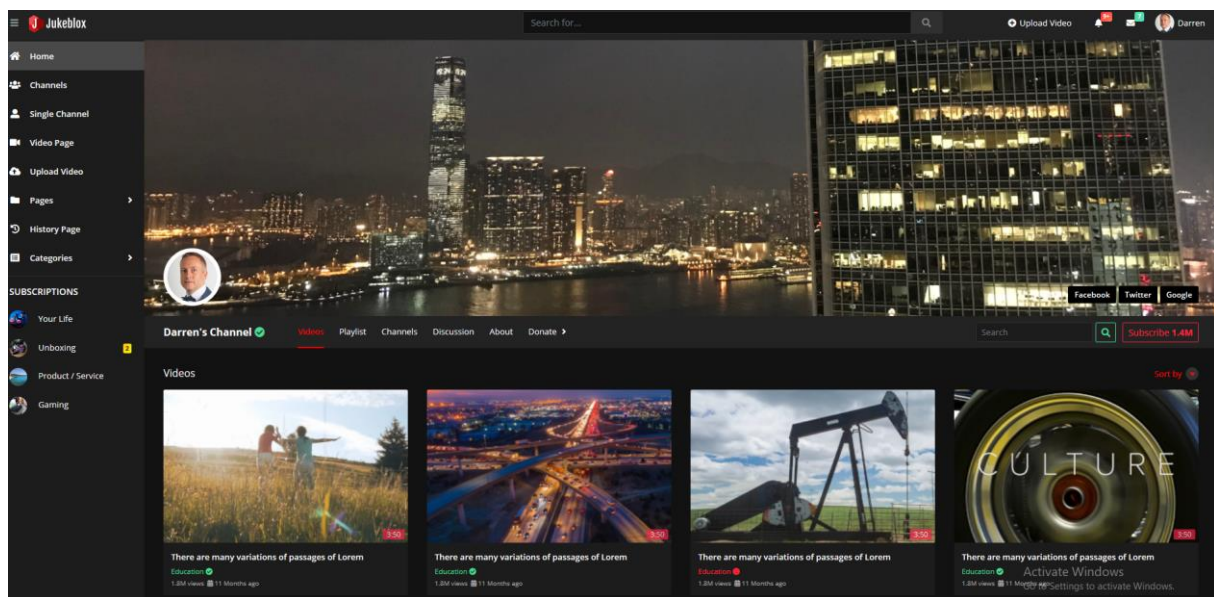 Jukeblox
Search for...
Upload Video
9+
7
Darren
Home
Channels
Single Channel
Video Page
Upload Video
Pages
History Page
Categories
SUBSCRIPTIONS
Your Life
Unboxing
2
Product / Service
Gaming
Facebook
Twitter
Google
Darren's Channel
Videos
Playlist
Channels
Discussion
About
Donate
Search
Subscribe 1.4M
Videos
Sort by
3:50
There are many variations of passages of Lorem
Education
1.8M views 11 Months ago
3:50
There are many variations of passages of Lorem
Education
1.8M views 11 Months ago
3:50
There are many variations of passages of Lorem
Education
1.8M views 11 Months ago
CULTURE
3:50
There are many variations of passages of Lorem
Education
1.8M views 11 Months ago
Activate Windows
Go to Settings to activate Windows.